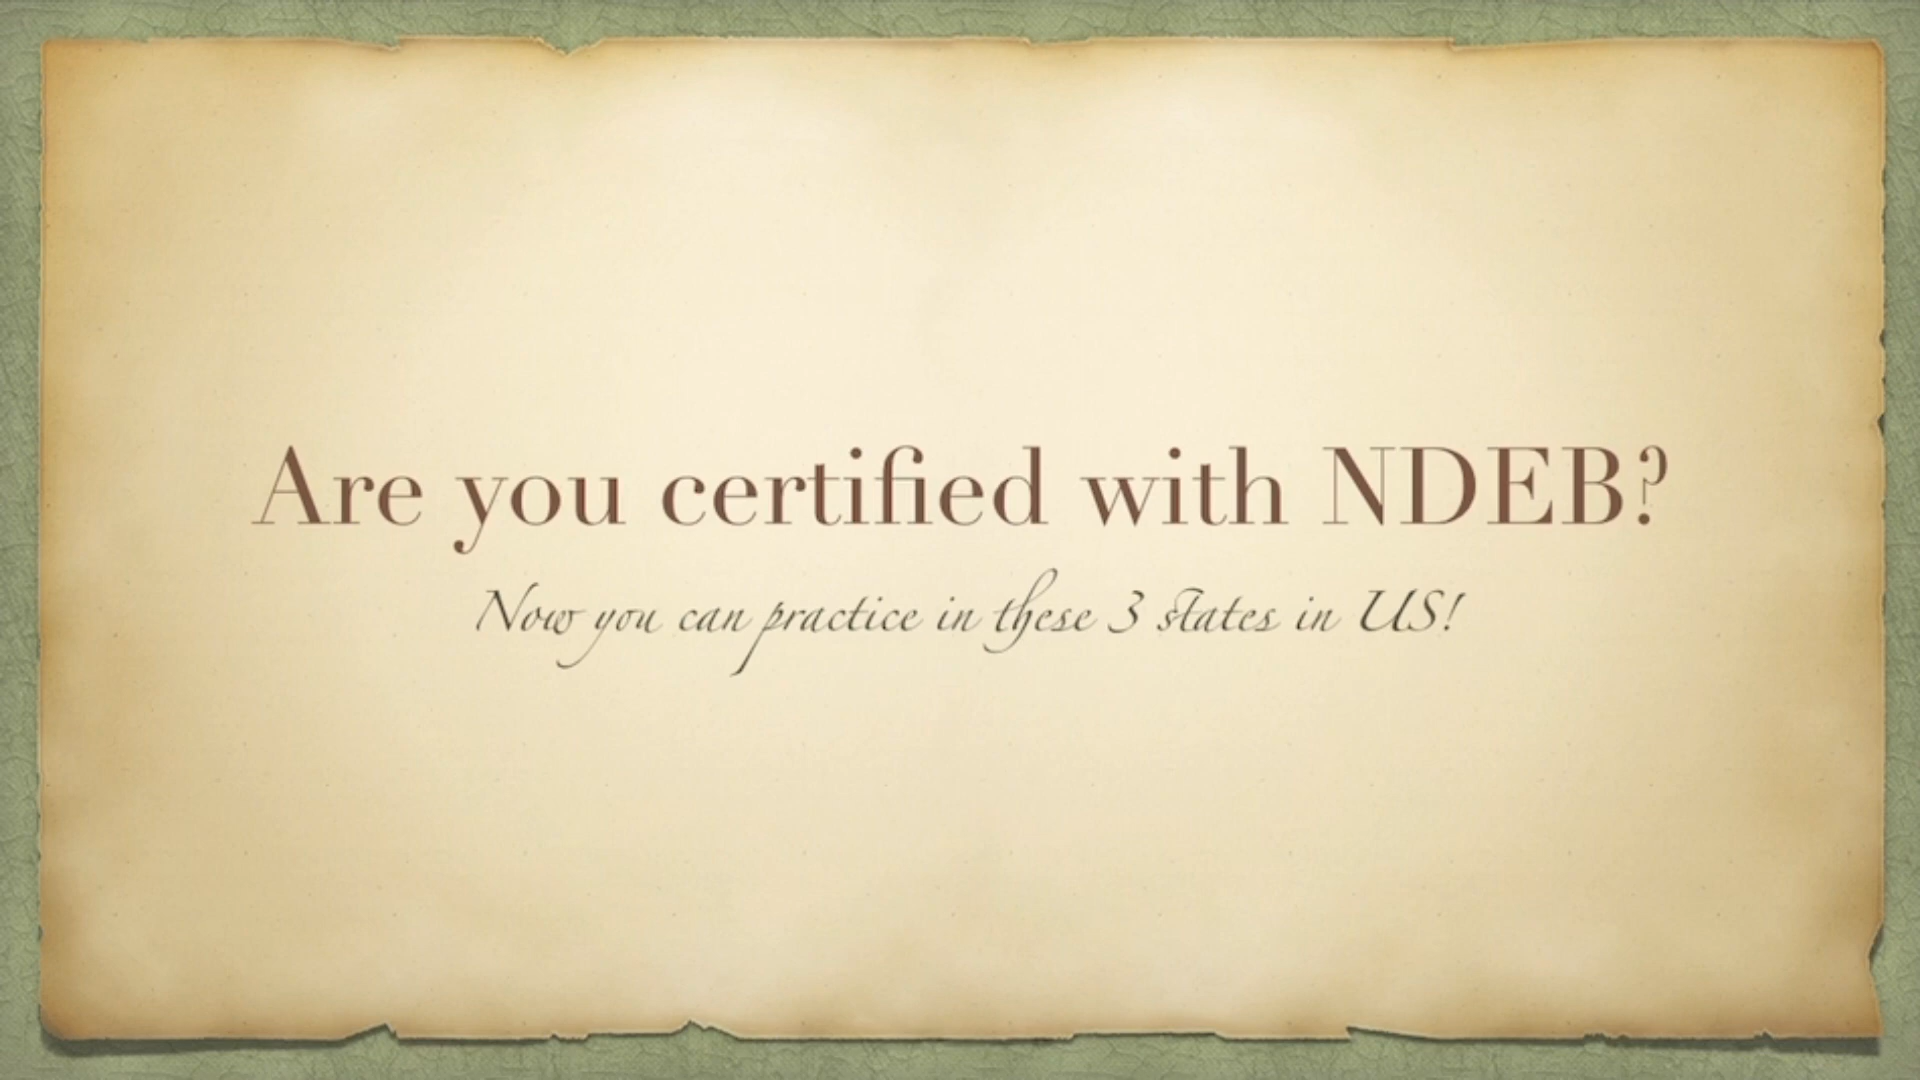 Are you certified with NDEB?
Now you can practice in these 3 states in US!